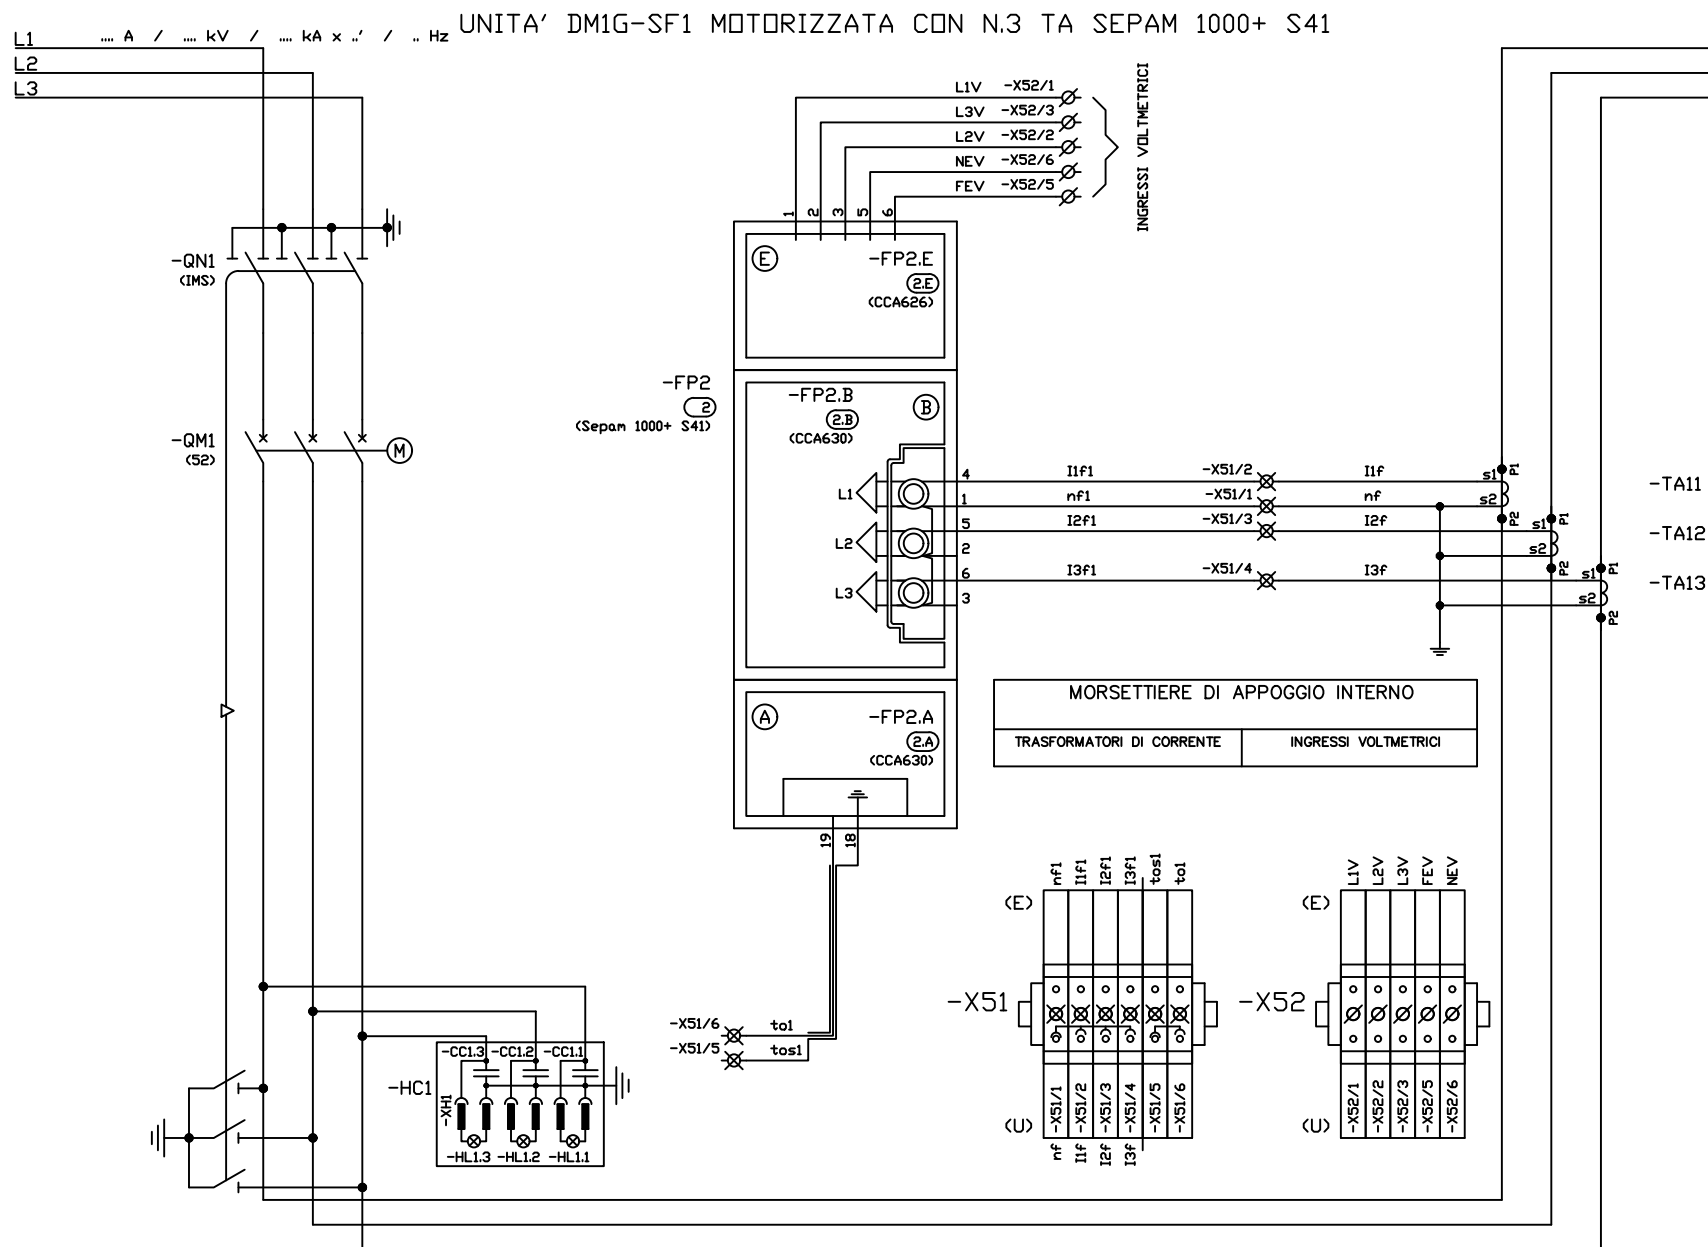 UNITA' DM1G-SF1 MOTORIZZATA CON N.3 TA SEPAM 1000+ S41
L1 .... A / .... kV / .... kA x ..' / .. Hz
L2
L3
L1V -X52/1
L3V -X52/3
L2V -X52/2
NEV -X52/6
FEV -X52/5
INGRESSI VOLTMETRICI
1 2 3 5 6
-QN1
(IMS)
E
-FP2.E
2.E
(CCA626)
-FP2
2
(Sepam 1000+ S41)
-FP2.B
2.B
(CCA630)
B
-QM1
(52)
M
L1
L2
L3
4 I1f1 -X51/2 I1f s1 P1
1 nf1 -X51/1 nf s2 P2
-TA11
5 I2f1 -X51/3 I2f s1 P1
2 s2 P2
-TA12
6 I3f1 -X51/4 I3f s1 P1
3 s2 P2
-TA13
MORSETTIERE DI APPOGGIO INTERNO
TRASFORMATORI DI CORRENTE INGRESSI VOLTMETRICI
A
-FP2.A
2.A
(CCA630)
19 18
-X51/6 to1
-X51/5 tos1
nf1 I1f1 I2f1 I3f1 tos1 to1
(E)
-X51
(U)
-X51/1 -X51/2 -X51/3 -X51/4 -X51/5 -X51/6
nf I1f I2f I3f
L1V L2V L3V FEV NEV
(E)
-X52
(U)
-X52/1 -X52/2 -X52/3 -X52/5 -X52/6
-HC1
-CC1.3 -CC1.2 -CC1.1
-XH1
-HL1.3 -HL1.2 -HL1.1